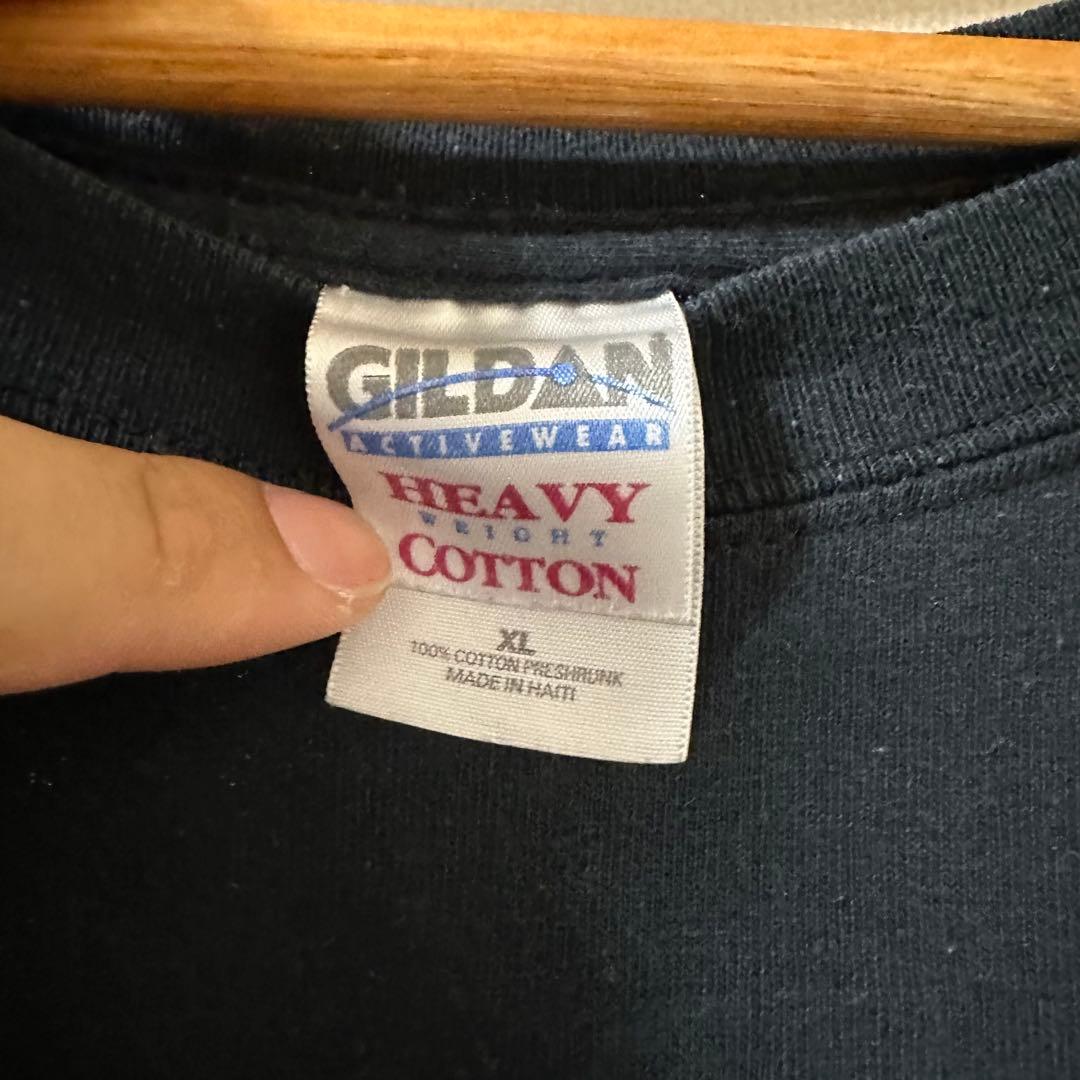 GILDAN
ACTIVEWEAR
HEAVY
WEIGHT
COTTON
XL
100% COTTON PRESHRUNK
MADE IN HAITI